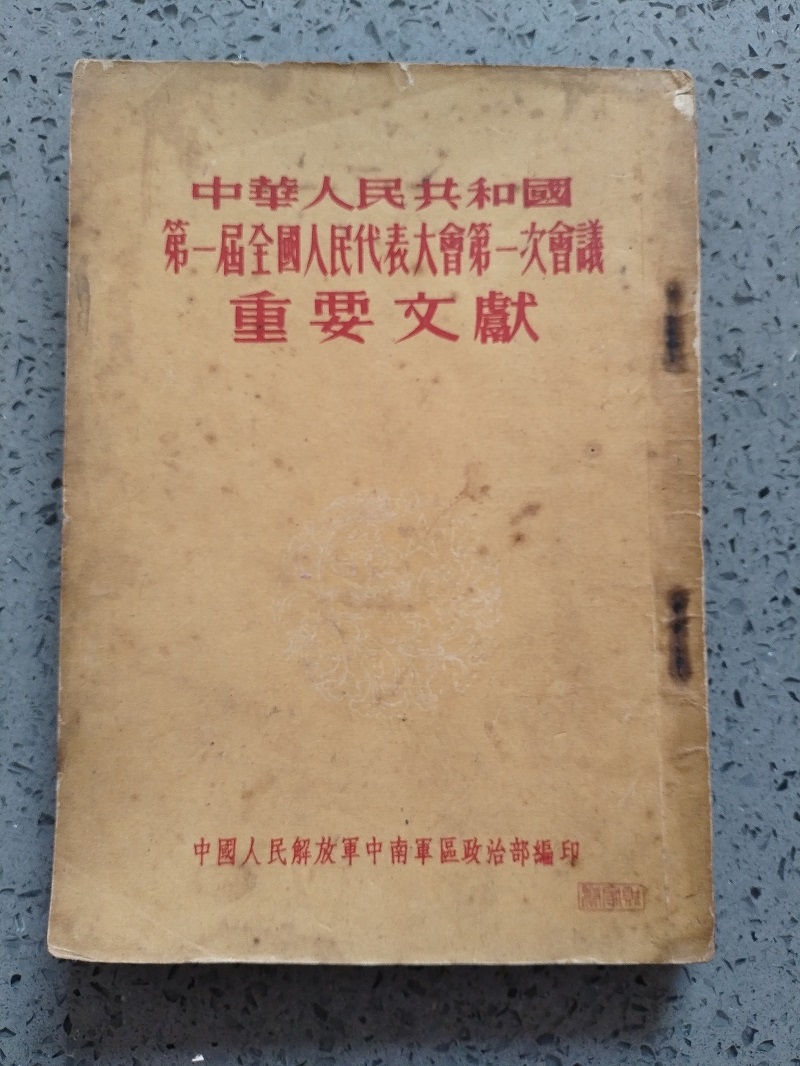 中華人民共和國
第一屆全國人民代表大會第一次會議
重要文獻
中國人民解放軍中南軍區政治部編印